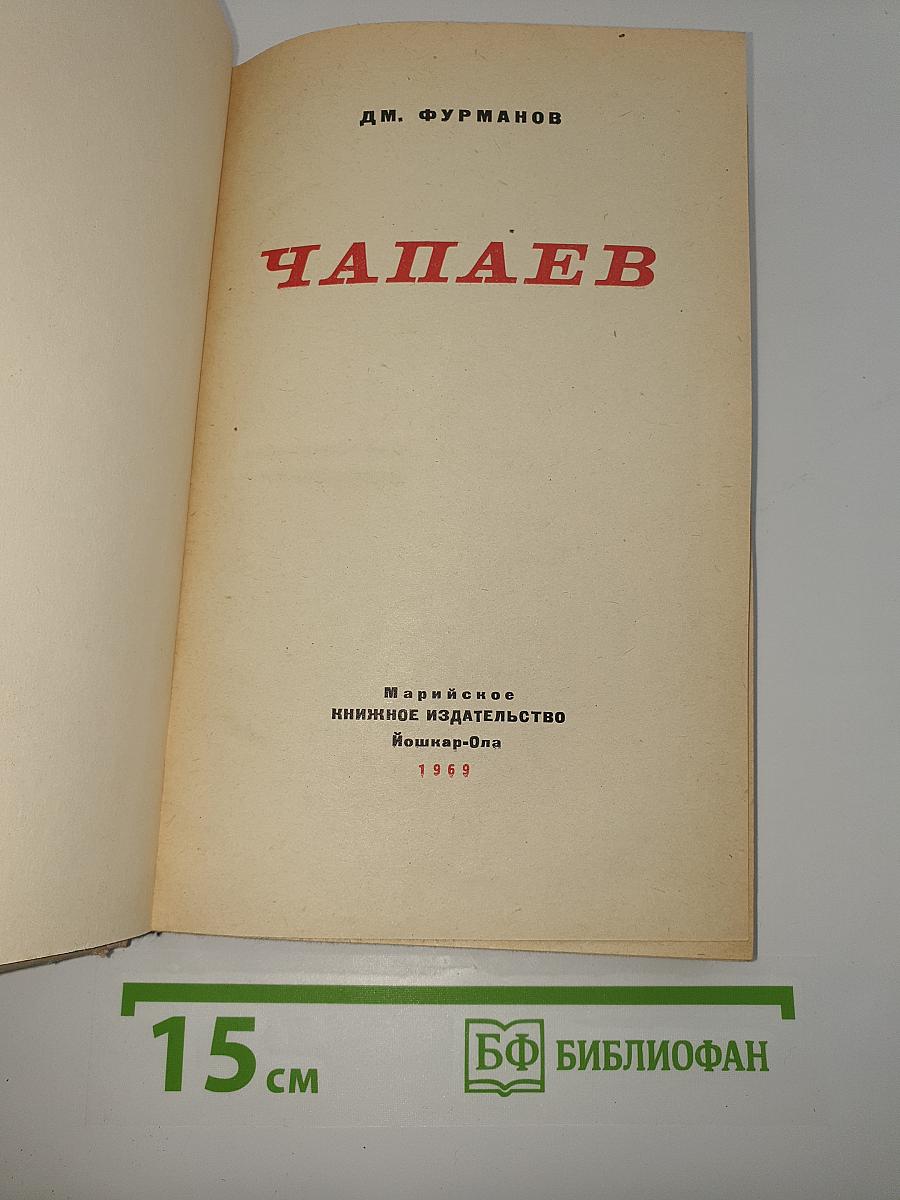 ДМ. ФУРМАНОВ
ЧАПАЕВ
Марийское
КНИЖНОЕ ИЗДАТЕЛЬСТВО
Йошкар-Ола
1969
15 см
БФ БИБЛИОФАН